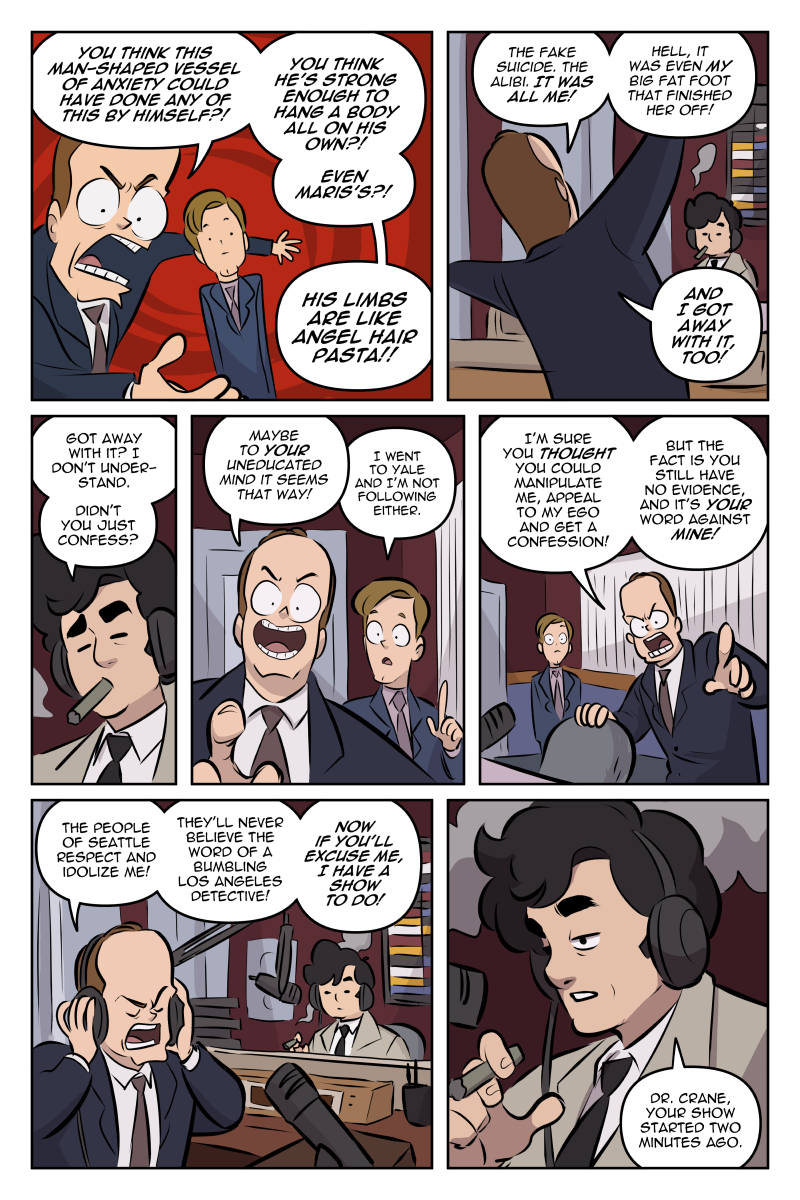 YOU THINK THIS
MAN-SHAPED VESSEL
OF ANXIETY COULD
HAVE DONE ANY OF
THIS BY HIMSELF?!
YOU THINK
HE'S STRONG
ENOUGH TO
HANG A BODY
ALL ON HIS
OWN?!
EVEN
MARIS'S?!
HIS LIMBS
ARE LIKE
ANGEL HAIR
PASTA!!
THE FAKE
SUICIDE. THE
ALIBI. IT WAS
ALL ME!
HELL, IT
WAS EVEN MY
BIG FAT FOOT
THAT FINISHED
HER OFF!
AND
I GOT
AWAY
WITH IT,
TOO!
GOT AWAY
WITH IT? I
DON'T UNDER-
STAND.
DIDN'T
YOU JUST
CONFESS?
MAYBE
TO YOUR
UNEDUCATED
MIND IT SEEMS
THAT WAY!
I WENT
TO YALE
AND I'M NOT
FOLLOWING
EITHER.
I'M SURE
YOU THOUGHT
YOU COULD
MANIPULATE
ME, APPEAL
TO MY EGO
AND GET A
CONFESSION!
BUT THE
FACT IS YOU
STILL HAVE
NO EVIDENCE,
AND IT'S YOUR
WORD AGAINST
MINE!
THE PEOPLE
OF SEATTLE
RESPECT AND
IDOLIZE ME!
THEY'LL NEVER
BELIEVE THE
WORD OF A
BUMBLING
LOS ANGELES
DETECTIVE!
NOW
IF YOU'LL
EXCUSE ME,
I HAVE A
SHOW
TO DO!
DR. CRANE,
YOUR SHOW
STARTED TWO
MINUTES AGO.